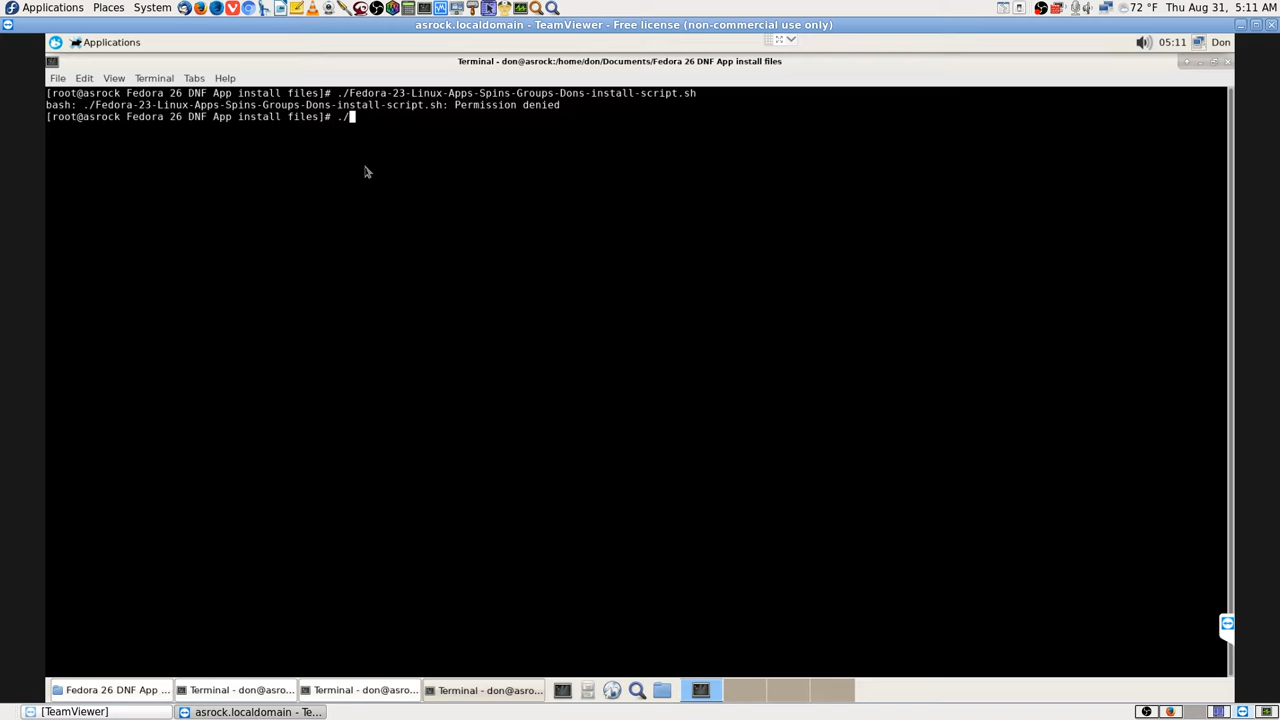 Applications Places System 72 °F Thu Aug 31, 5:11 AM
asrock.localdomain - TeamViewer - Free license (non-commercial use only)
Applications 05:11 Don
Terminal - don@asrock:/home/don/Documents/Fedora 26 DNF App install files
File Edit View Terminal Tabs Help
[root@asrock Fedora 26 DNF App install files]# ./Fedora-23-Linux-Apps-Spins-Groups-Dons-install-script.sh
bash: ./Fedora-23-Linux-Apps-Spins-Groups-Dons-install-script.sh: Permission denied
[root@asrock Fedora 26 DNF App install files]# ./
Fedora 26 DNF App ... Terminal - don@asro... Terminal - don@asro... Terminal - don@asro...
[TeamViewer] asrock.localdomain - Te...